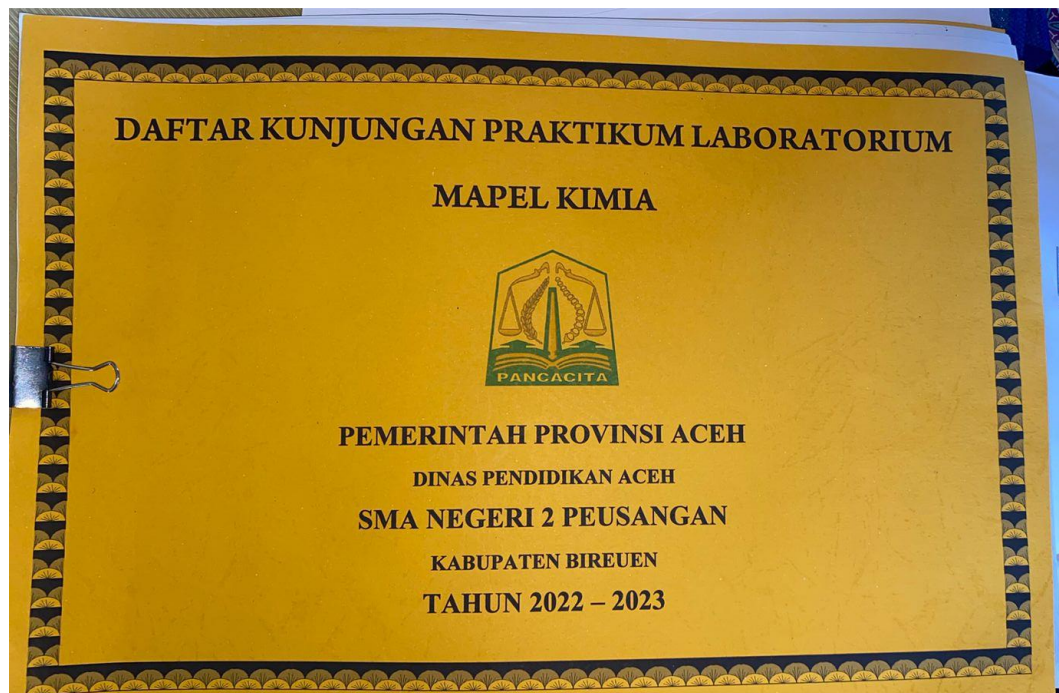 DAFTAR KUNJUNGAN PRAKTIKUM LABORATORIUM
MAPEL KIMIA
PANCACITA
PEMERINTAH PROVINSI ACEH
DINAS PENDIDIKAN ACEH
SMA NEGERI 2 PEUSANGAN
KABUPATEN BIREUEN
TAHUN 2022 – 2023